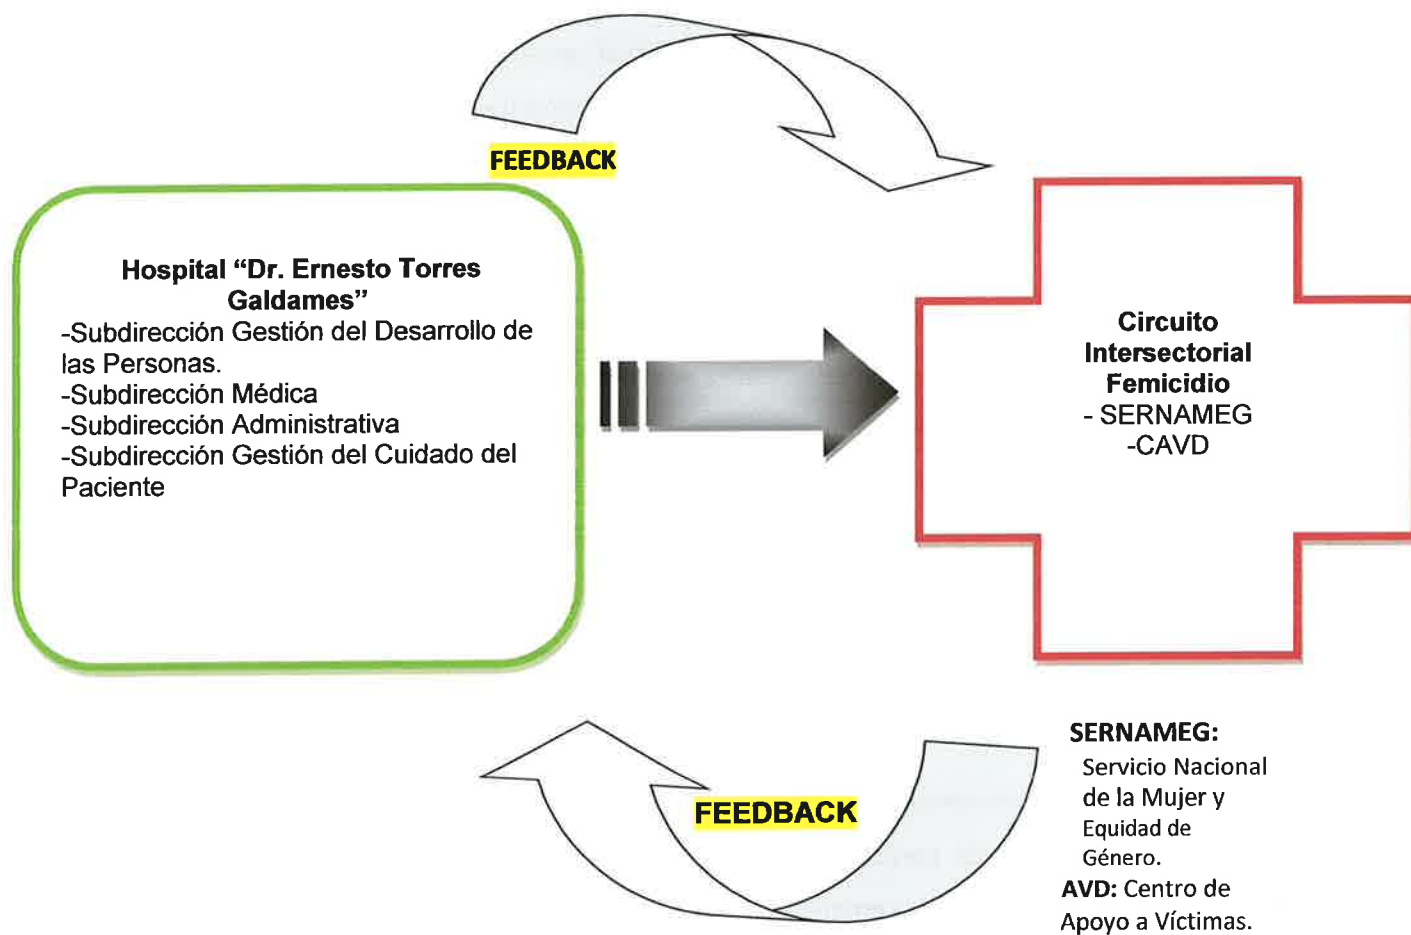 FEEDBACK
Hospital “Dr. Ernesto Torres
Galdames”
-Subdirección Gestión del Desarrollo de
las Personas.
-Subdirección Médica
-Subdirección Administrativa
-Subdirección Gestión del Cuidado del
Paciente
Circuito
Intersectorial
Femicidio
- SERNAMEG
-CAVD
FEEDBACK
SERNAMEG:
Servicio Nacional
de la Mujer y
Equidad de
Género.
AVD: Centro de
Apoyo a Víctimas.